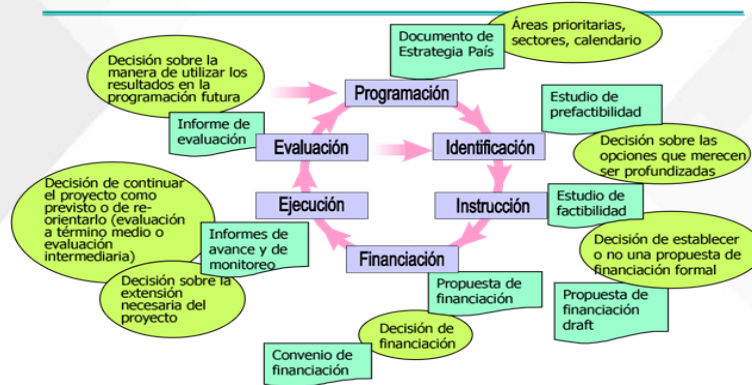 Documento de
Estrategia País
Áreas prioritarias,
sectores, calendario
Decisión sobre la
manera de utilizar los
resultados en la
programación futura
Programación
Informe de
evaluación
Estudio de
prefactibilidad
Evaluación
Identificación
Decisión sobre las
opciones que merecen
ser profundizadas
Decisión de continuar
el proyecto como
previsto o de re-
orientarlo (evaluación
a término medio o
evaluación
intermediaria)
Ejecución
Instrucción
Estudio de
factibilidad
Informes de
avance y de
monitoreo
Financiación
Decisión de establecer
o no una propuesta de
financiación formal
Decisión sobre la
extensión
necesaria del
proyecto
Propuesta de
financiación
Propuesta de
financiación
draft
Decisión de
financiación
Convenio de
financiación